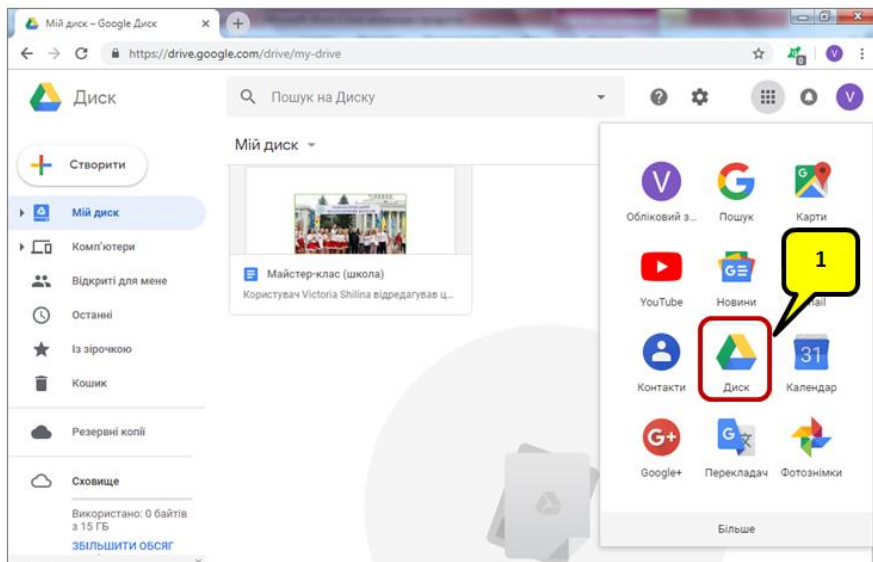 Мій диск – Google Диск
https://drive.google.com/drive/my-drive
V
Диск
Пошук на Диску
V
Мій диск
Створити
Мій диск
Комп'ютери
Відкриті для мене
Останні
Із зірочкою
Кошик
Резервні копії
Сховище
Використано: 0 байтів
з 15 ГБ
ЗБІЛЬШИТИ ОБСЯГ
Майстер-клас (школа)
Користувач Victoria Shilina відредагував ц...
V
Обліковий з...
Пошук
Карти
1
YouTube
Новини
Контакти
Диск
31
Календар
G+
Google+
Перекладач
Фотознімки
Більше